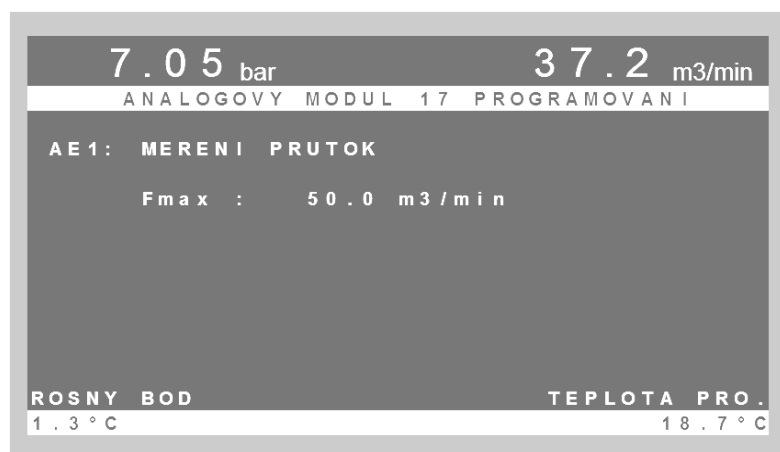 7.05 bar 37.2 m3/min
ANALOGOVY MODUL 17 PROGRAMOVANI
AE1: MERENI PRUTOK
Fmax : 50.0 m3/min
ROSNY BOD TEPLOTA PRO.
1.3°C 18.7°C